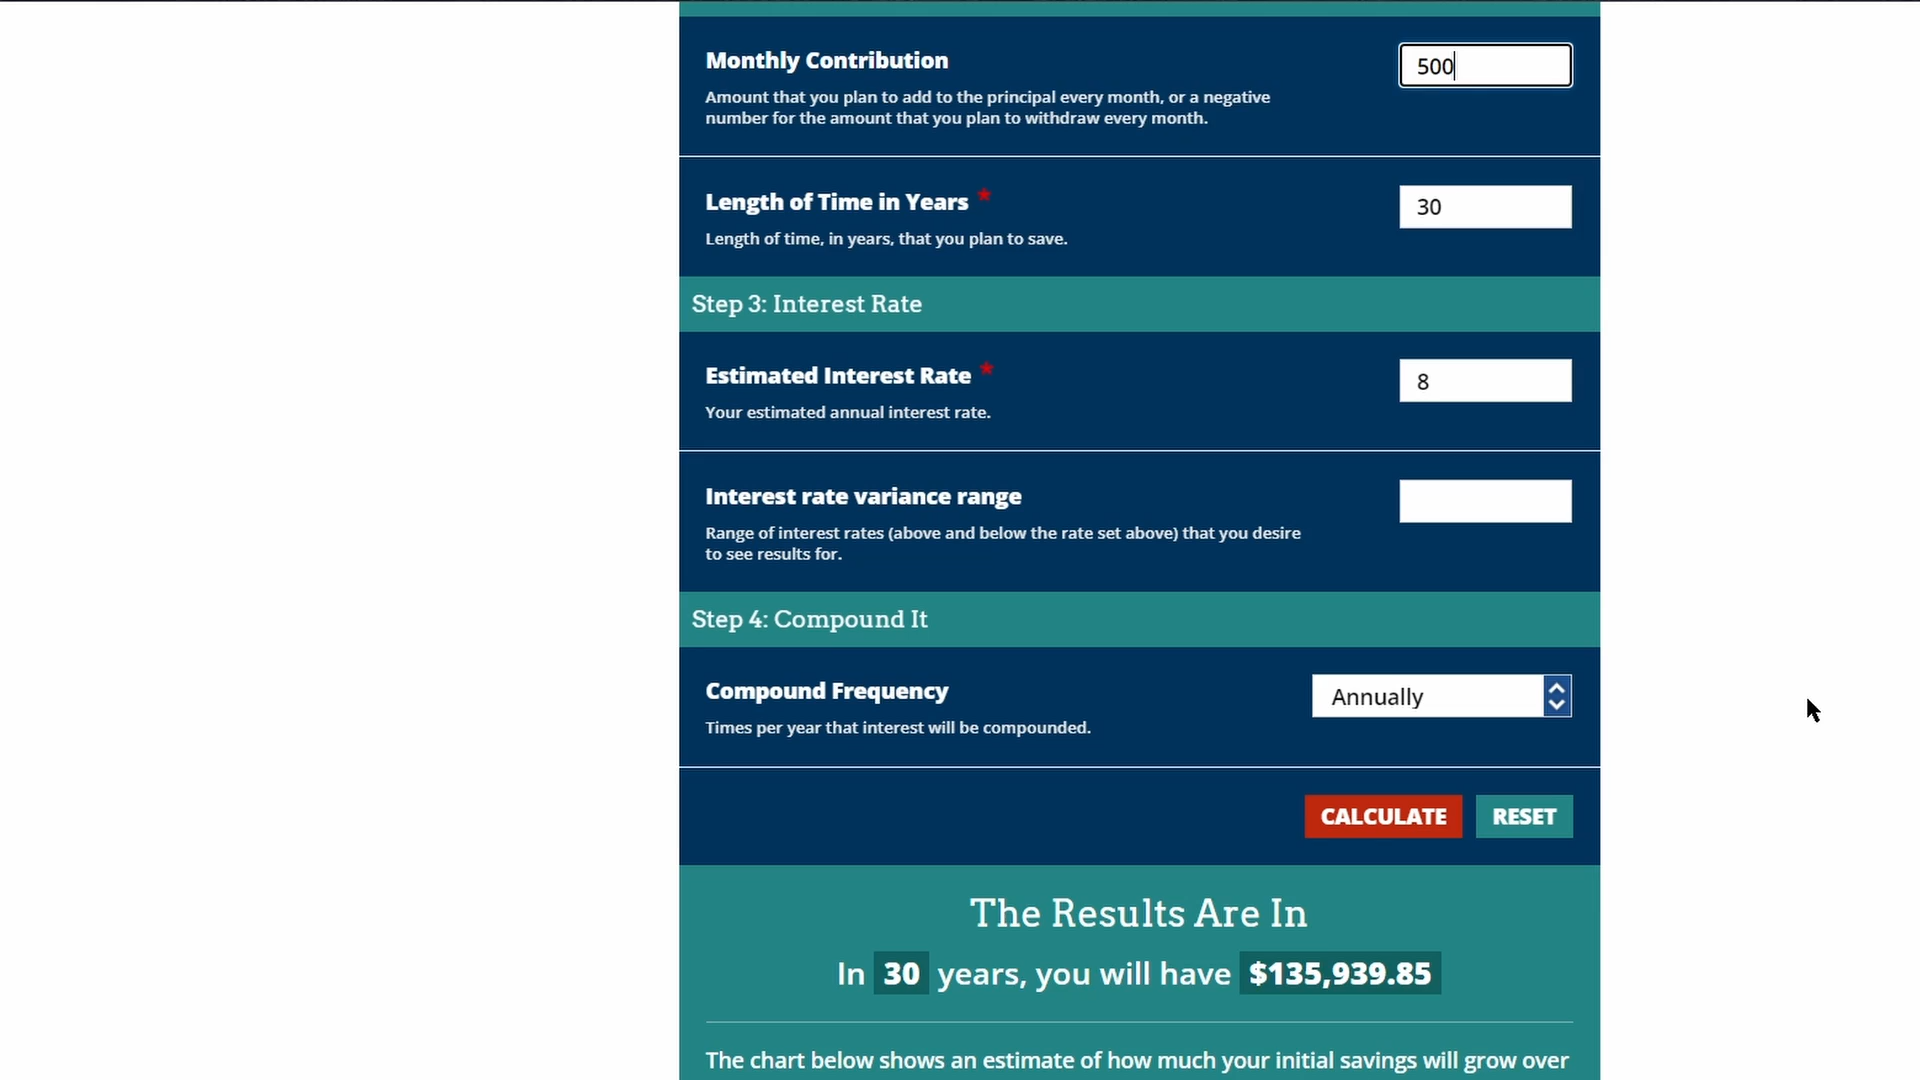 Monthly Contribution
500
Amount that you plan to add to the principal every month, or a negative
number for the amount that you plan to withdraw every month.
Length of Time in Years *
30
Length of time, in years, that you plan to save.
Step 3: Interest Rate
Estimated Interest Rate *
8
Your estimated annual interest rate.
Interest rate variance range
Range of interest rates (above and below the rate set above) that you desire
to see results for.
Step 4: Compound It
Compound Frequency
Annually
Times per year that interest will be compounded.
CALCULATE RESET
The Results Are In
In 30 years, you will have $135,939.85
The chart below shows an estimate of how much your initial savings will grow over